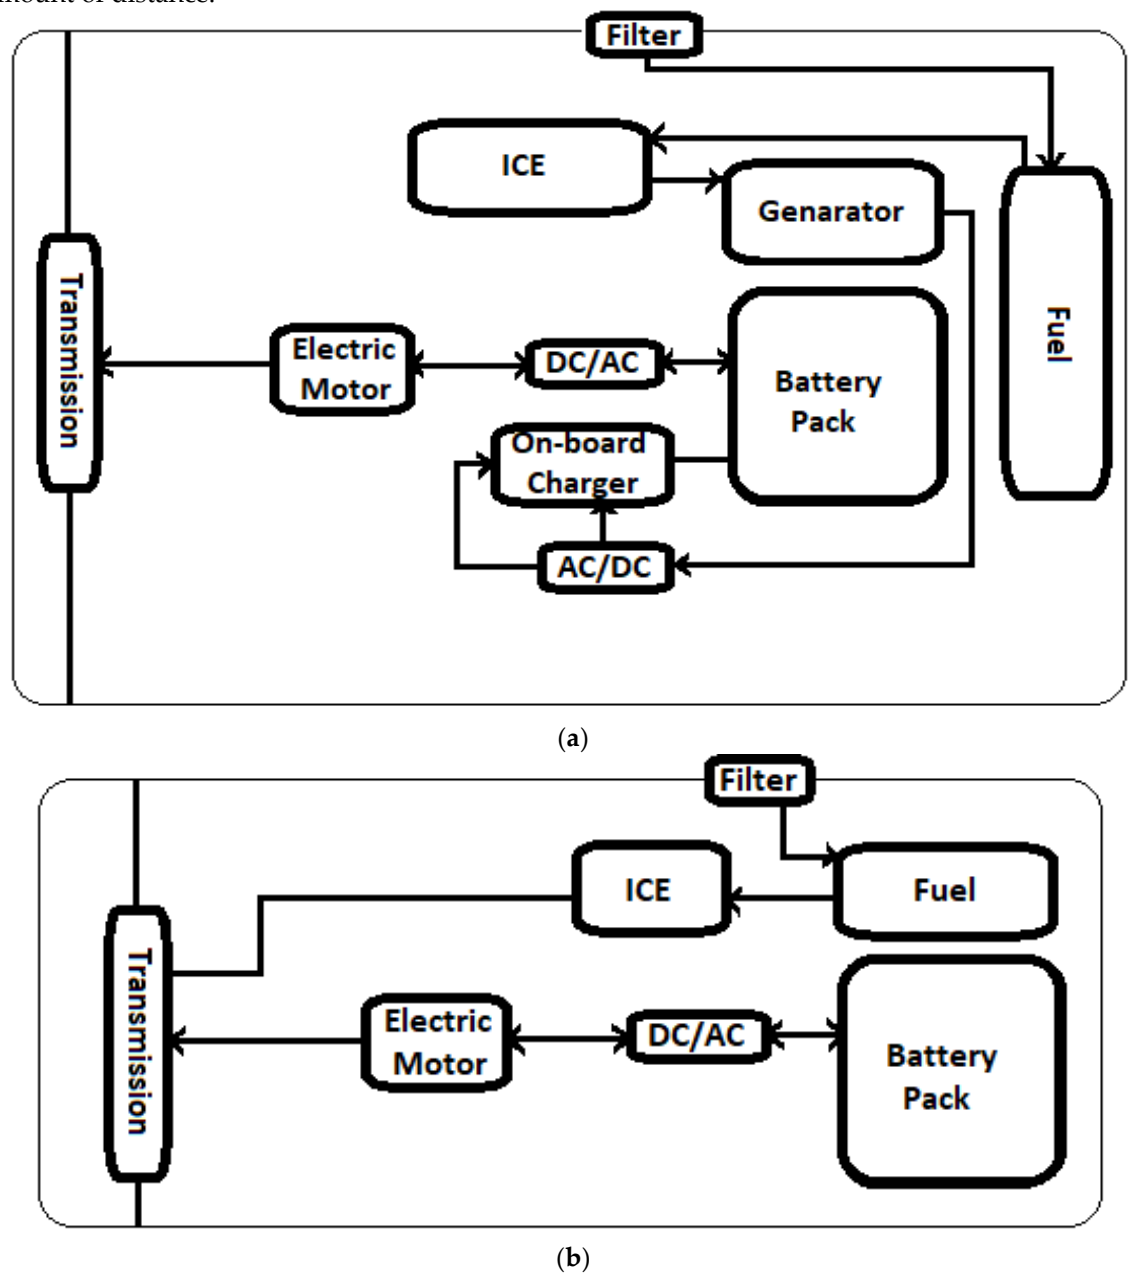 mount of distance.
Filter
ICE
Genarator
Transmission
Electric
Motor
DC/AC
Battery
Pack
Fuel
On-board
Charger
AC/DC
(a)
Filter
ICE
Fuel
Transmission
Electric
Motor
DC/AC
Battery
Pack
(b)